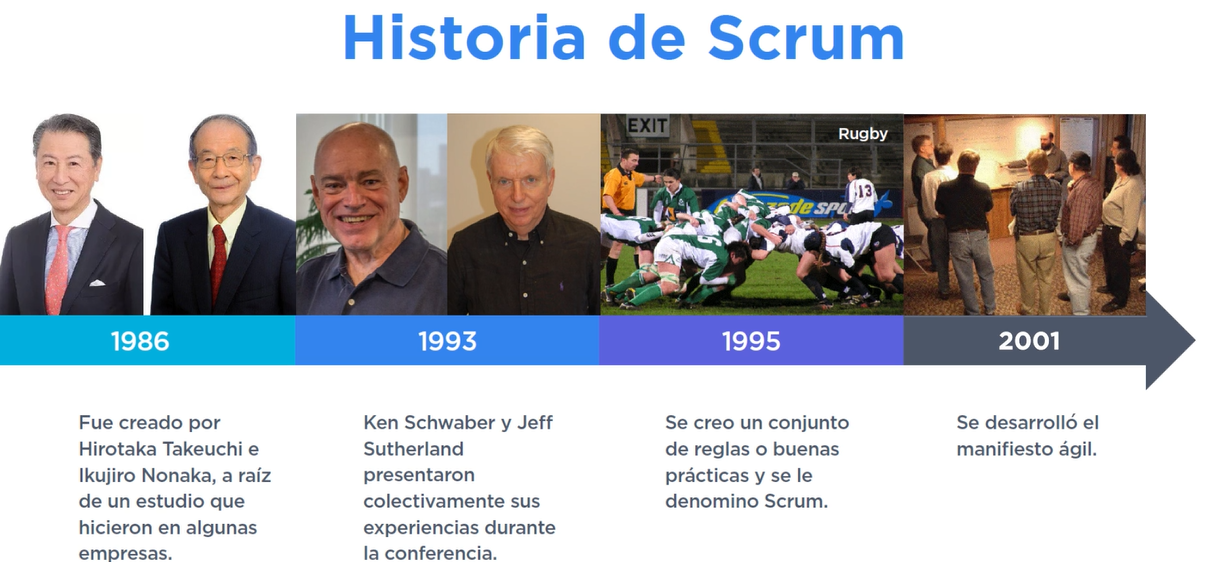 Historia de Scrum
EXIT
Rugby
13
6
1986
1993
1995
2001
Fue creado por
Hirotaka Takeuchi e
Ikujiro Nonaka, a raíz
de un estudio que
hicieron en algunas
empresas.
Ken Schwaber y Jeff
Sutherland
presentaron
colectivamente sus
experiencias durante
la conferencia.
Se creo un conjunto
de reglas o buenas
prácticas y se le
denomino Scrum.
Se desarrolló el
manifiesto ágil.